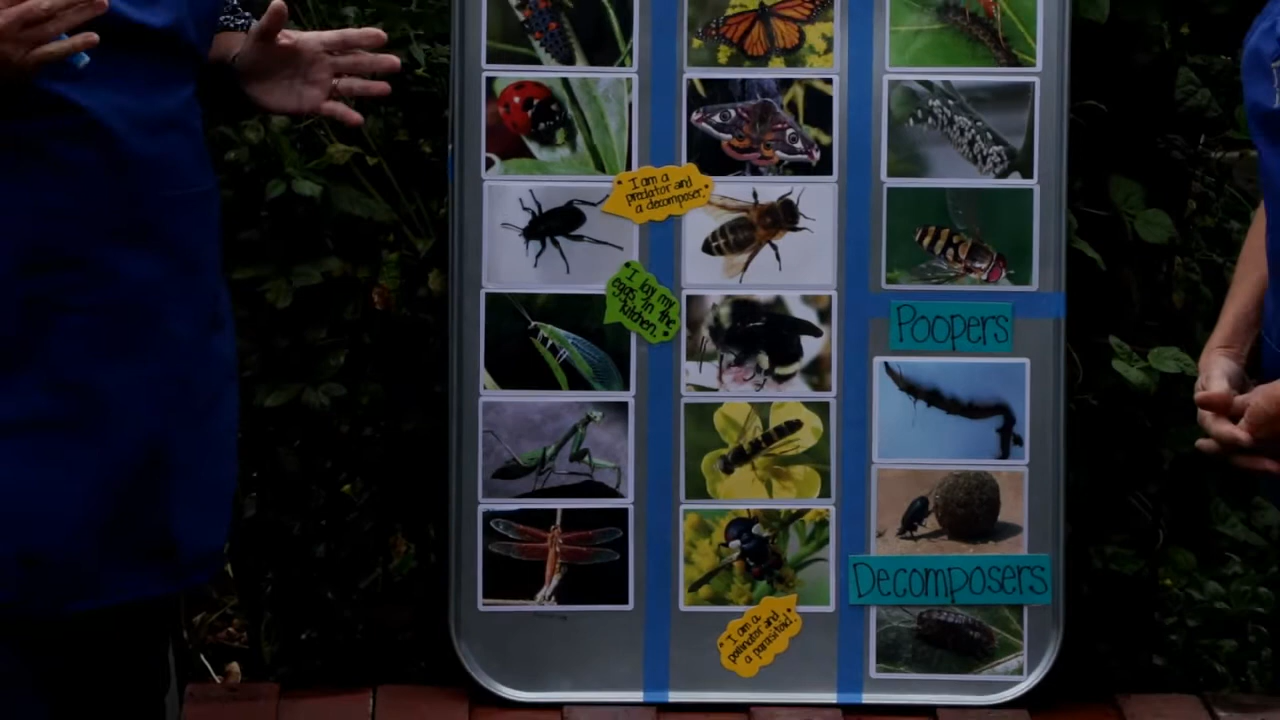 I am a
predator and
a decomposer.
I lay my
eggs in the
kitchen.
Poopers
Decomposers
I am a
pollinator and
a parasitoid!